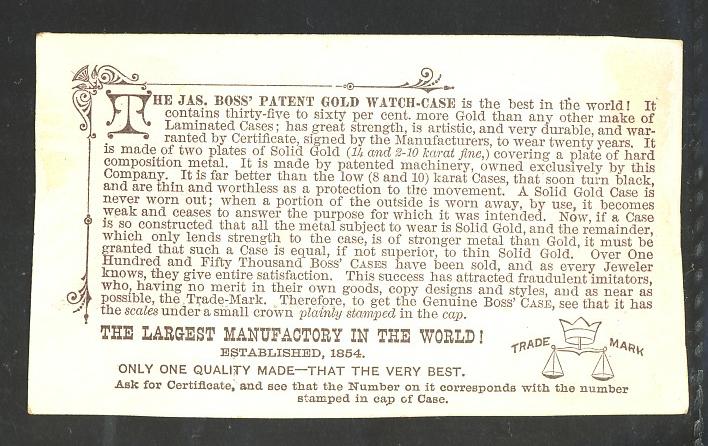 THE JAS. BOSS' PATENT GOLD WATCH-CASE is the best in the world! It
contains thirty-five to sixty per cent. more Gold than any other make of
Laminated Cases; has great strength, is artistic, and very durable, and war-
ranted by Certificate, signed by the Manufacturers, to wear twenty years. It
is made of two plates of Solid Gold (14 and 2-10 karat fine,) covering a plate of hard
composition metal. It is made by patented machinery, owned exclusively by this
Company. It is far better than the low (8 and 10) karat Cases, that soon turn black,
and are thin and worthless as a protection to the movement. A Solid Gold Case is
never worn out; when a portion of the outside is worn away, by use, it becomes
weak and ceases to answer the purpose for which it was intended. Now, if a Case
is so constructed that all the metal subject to wear is Solid Gold, and the remainder,
which only lends strength to the case, is of stronger metal than Gold, it must be
granted that such a Case is equal, if not superior, to thin Solid Gold. Over One
Hundred and Fifty Thousand BOSS' CASES have been sold, and as every Jeweler
knows, they give entire satisfaction. This success has attracted fraudulent imitators,
who, having no merit in their own goods, copy designs and styles, and as near as
possible, the Trade-Mark. Therefore, to get the Genuine BOSS' CASE, see that it has
the scales under a small crown plainly stamped in the cap.
THE LARGEST MANUFACTORY IN THE WORLD!
ESTABLISHED, 1854.
TRADE MARK
ONLY ONE QUALITY MADE—THAT THE VERY BEST.
Ask for Certificate, and see that the Number on it corresponds with the number
stamped in cap of Case.